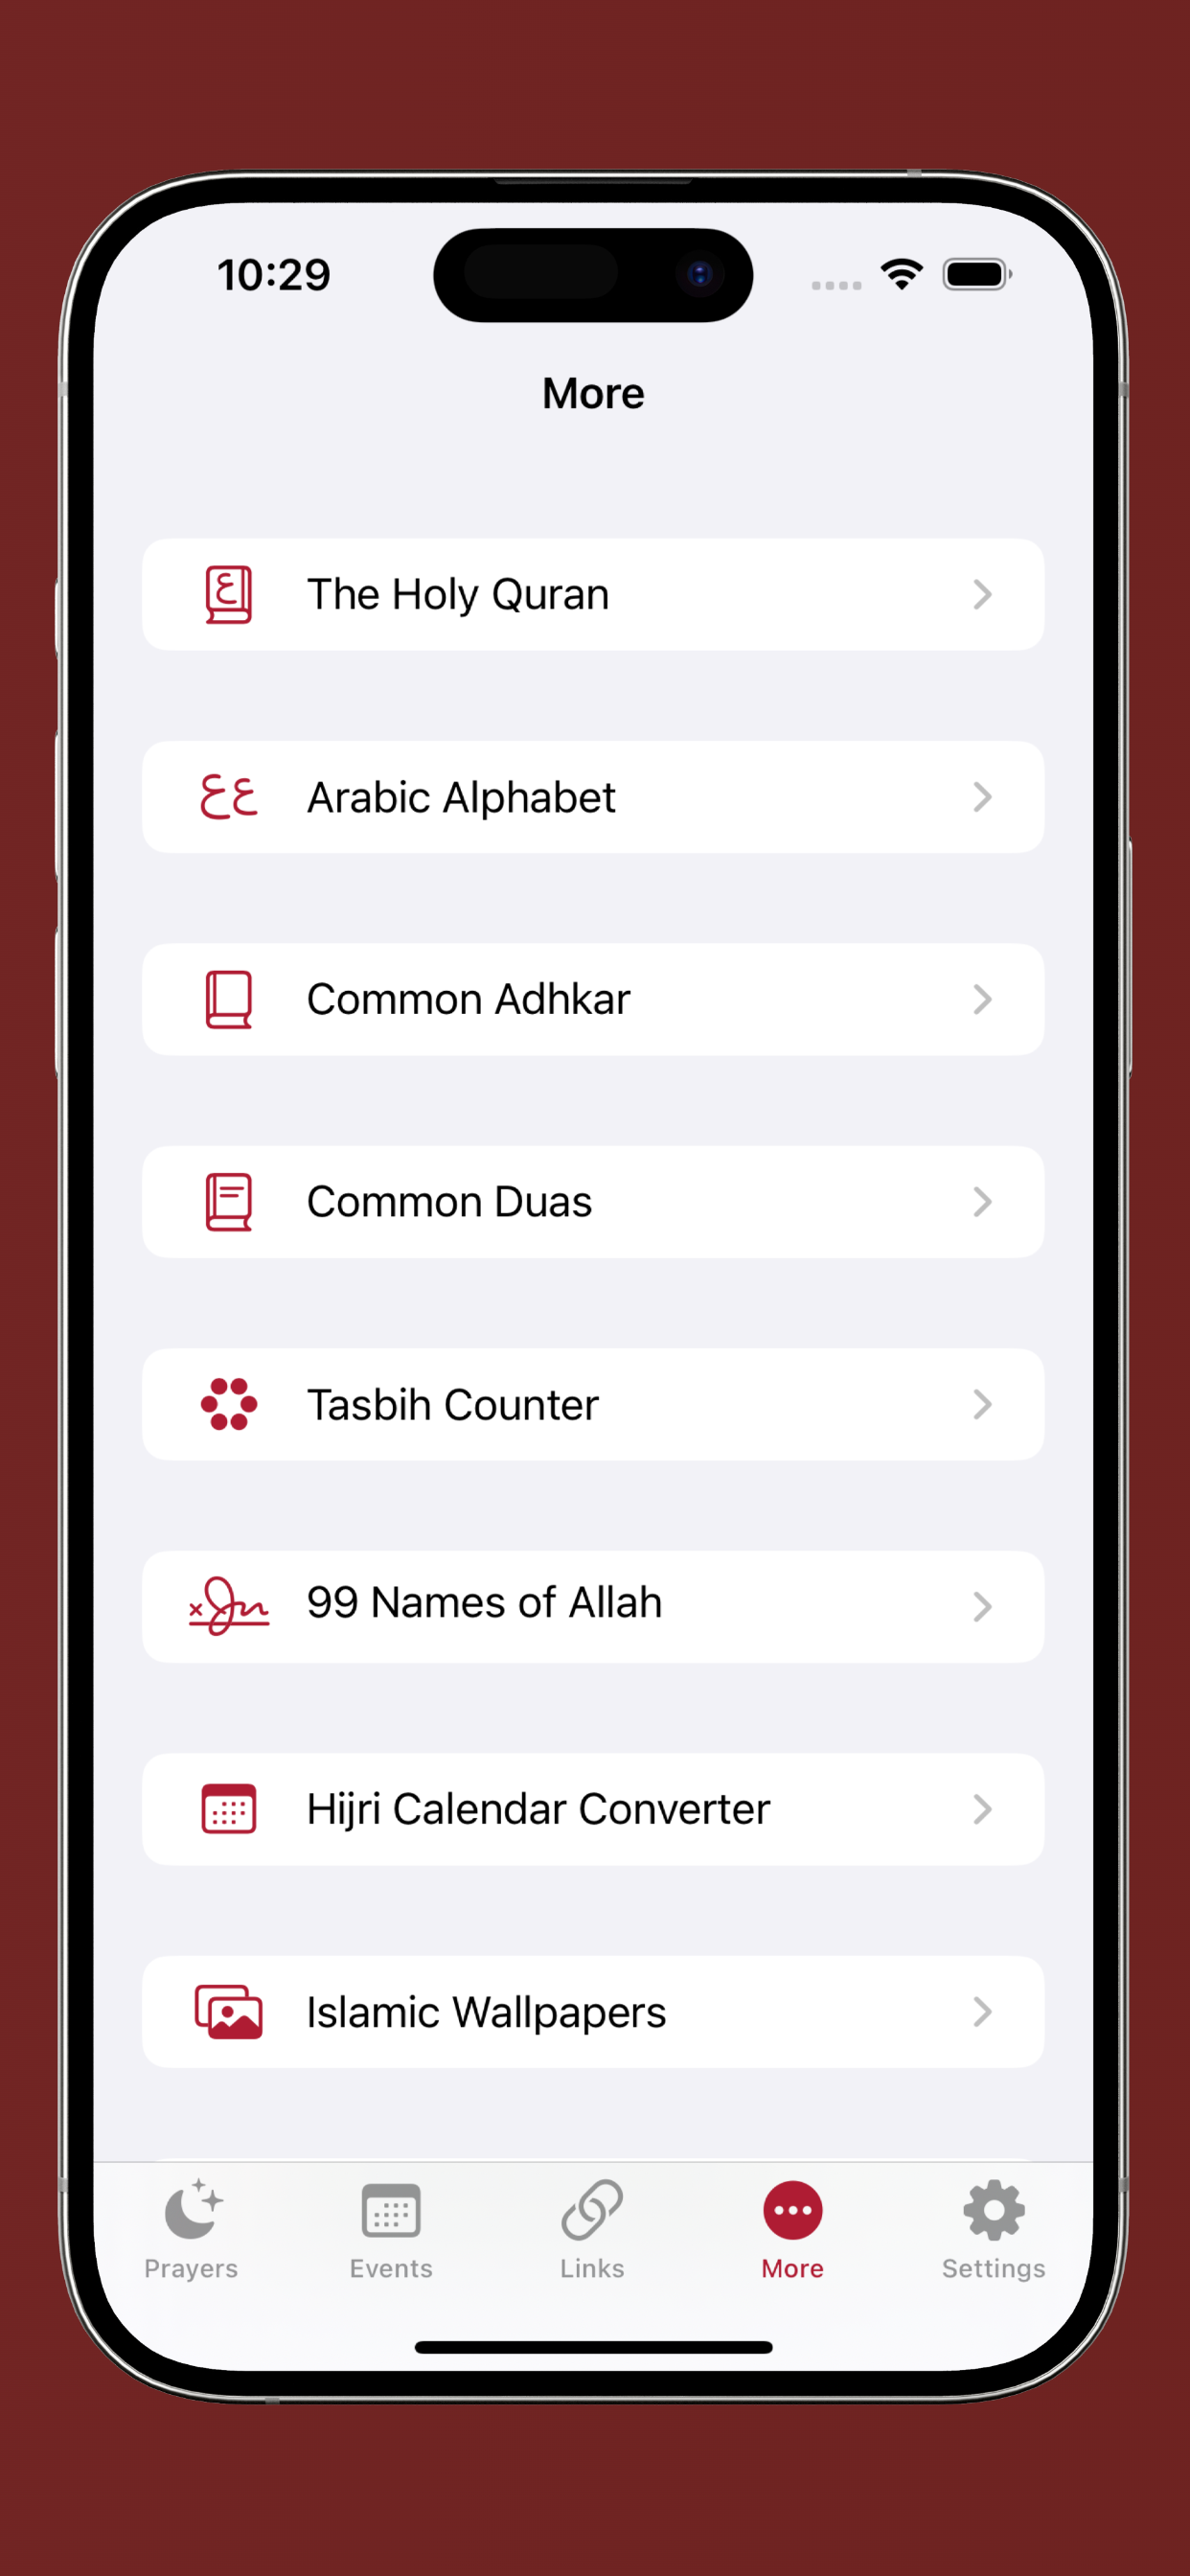 10:29
More
The Holy Quran
ع
Arabic Alphabet
عع
Common Adhkar
Common Duas
Tasbih Counter
99 Names of Allah
Hijri Calendar Converter
Islamic Wallpapers
Prayers
Events
Links
More
Settings